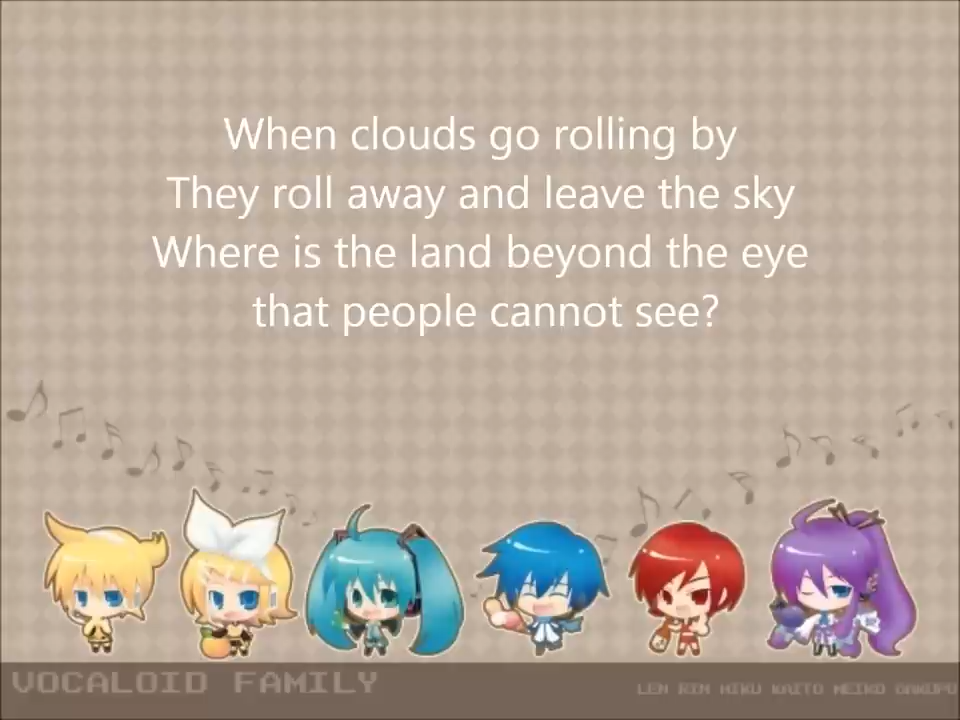 When clouds go rolling by
They roll away and leave the sky
Where is the land beyond the eye
that people cannot see?
VOCALOID FAMILY
LEN RIN MIKU KAITO MEIKO GAKUPO